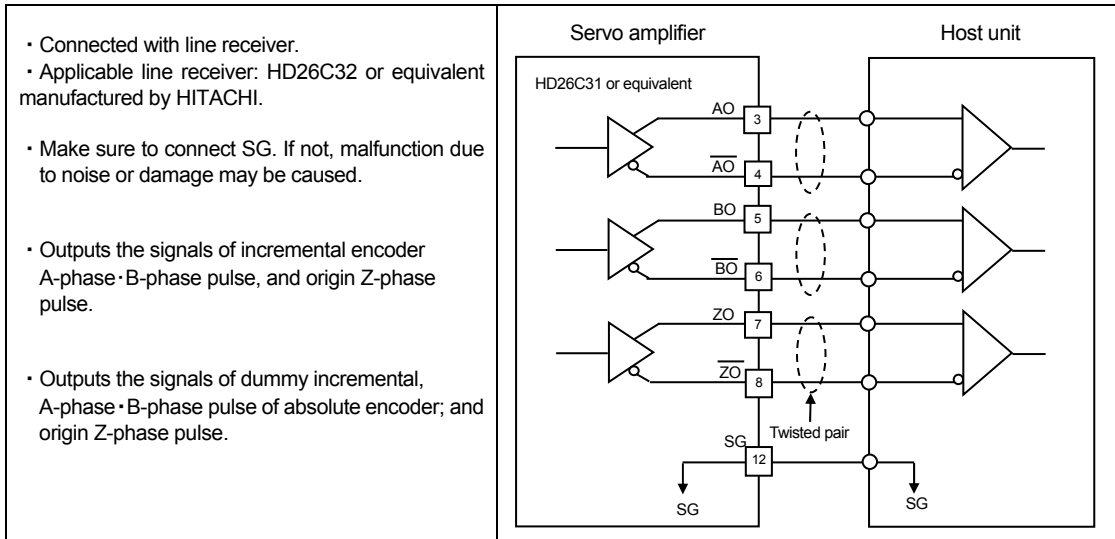 ・Connected with line receiver.
・Applicable line receiver: HD26C32 or equivalent
manufactured by HITACHI.
・Make sure to connect SG. If not, malfunction due
to noise or damage may be caused.
・Outputs the signals of incremental encoder
A-phase・B-phase pulse, and origin Z-phase
pulse.
・Outputs the signals of dummy incremental,
A-phase・B-phase pulse of absolute encoder; and
origin Z-phase pulse.
Servo amplifier
Host unit
HD26C31 or equivalent
AO
3
A̅O̅
4
BO
5
B̅O̅
6
ZO
7
Z̅O̅
8
Twisted pair
SG
12
SG
SG